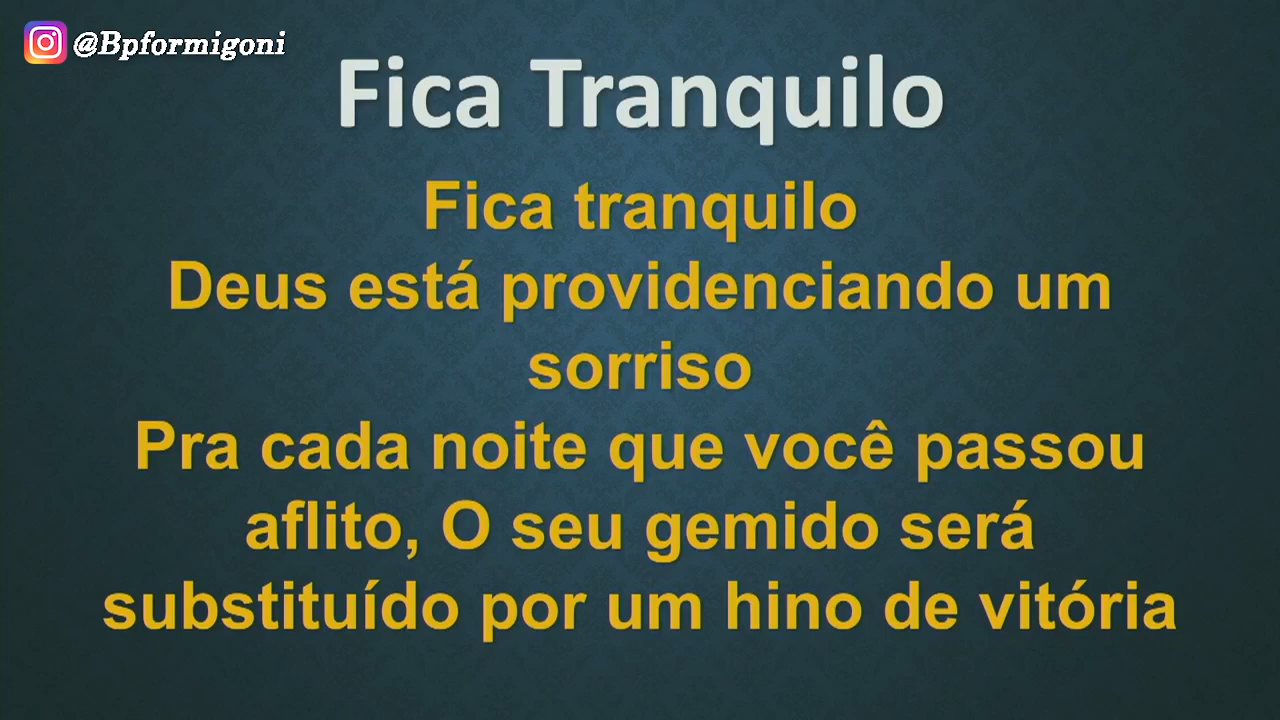 @Bpformigoni
Fica Tranquilo
Fica tranquilo
Deus está providenciando um
sorriso
Pra cada noite que você passou
aflito, O seu gemido será
substituído por um hino de vitória